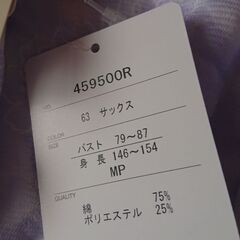 NO. 459500R
COLOR 63 サックス
SIZE バスト 79～87
身長 146～154
MP
綿 75%
ポリエステル 25%